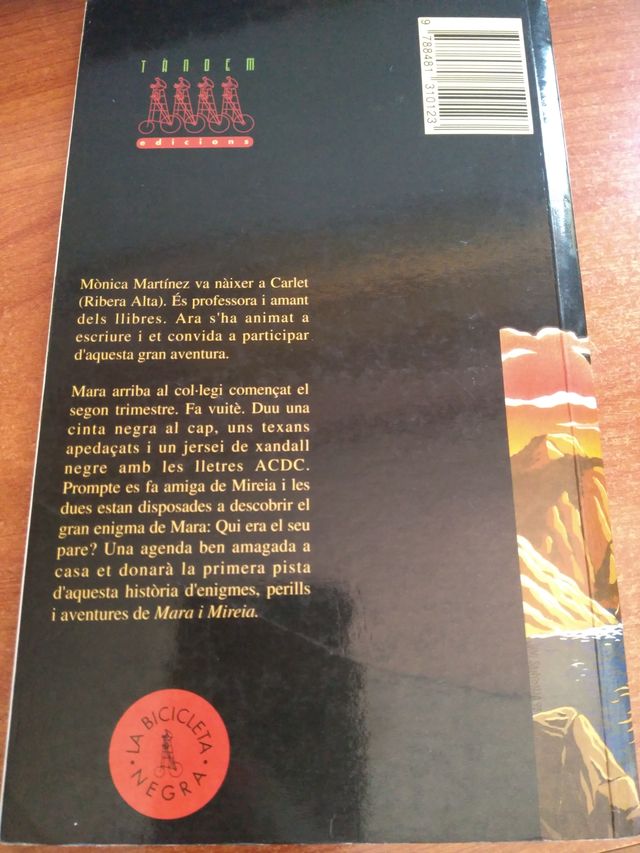 TÀNDEM
edicions
9 788481 310123
Mònica Martínez va nàixer a Carlet
(Ribera Alta). És professora i amant
dels llibres. Ara s'ha animat a
escriure i et convida a participar
d'aquesta gran aventura.
Mara arriba al col·legi començat el
segon trimestre. Fa vuitè. Duu una
cinta negra al cap, uns texans
apedaçats i un jersei de xandall
negre amb les lletres ACDC.
Prompte es fa amiga de Mireia i les
dues estan disposades a descobrir el
gran enigma de Mara: Qui era el seu
pare? Una agenda ben amagada a
casa et donarà la primera pista
d'aquesta història d'enigmes, perills
i aventures de Mara i Mireia.
· LA BICICLETA ·
NEGRA